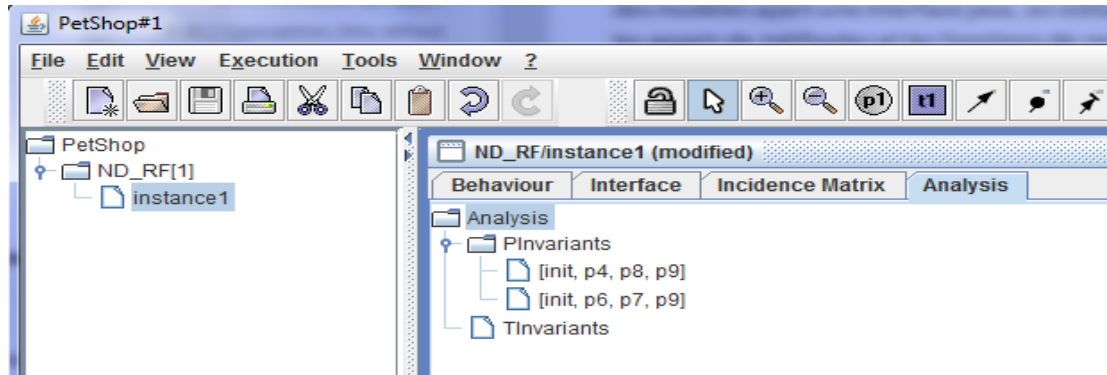 PetShop#1
File Edit View Execution Tools Window ?
p1 t1
PetShop
ND_RF[1]
instance1
ND_RF/instance1 (modified)
Behaviour Interface Incidence Matrix Analysis
Analysis
PInvariants
[init, p4, p8, p9]
[init, p6, p7, p9]
TInvariants